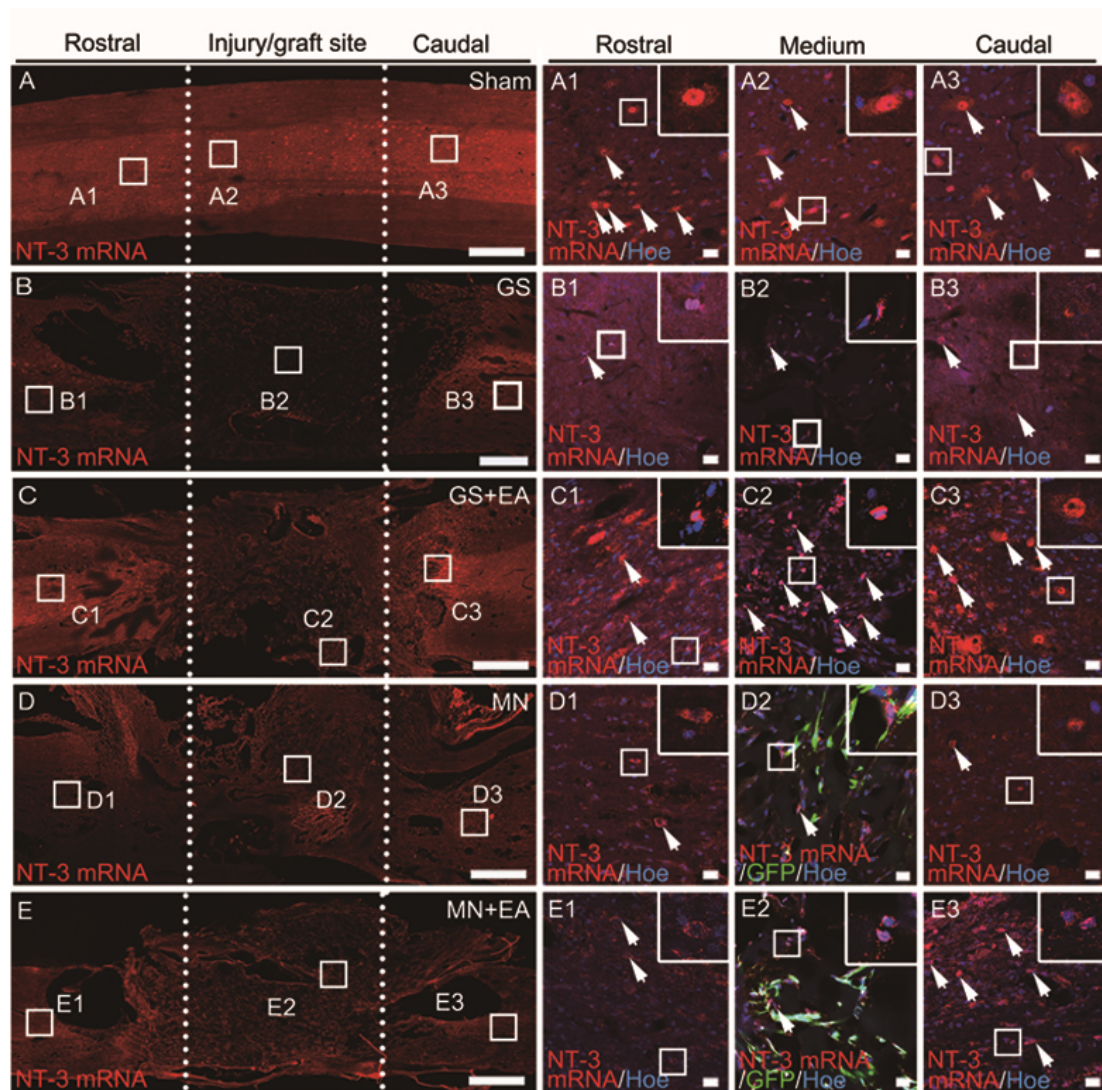 Rostral Injury/graft site Caudal Rostral Medium Caudal
A Sham A1 A2 A3
A1 A2 A3
NT-3 mRNA NT-3 mRNA/Hoe NT-3 mRNA/Hoe NT-3 mRNA/Hoe
B GS B1 B2 B3
B1 B2 B3
NT-3 mRNA NT-3 mRNA/Hoe NT-3 mRNA/Hoe NT-3 mRNA/Hoe
C GS+EA C1 C2 C3
C1 C2 C3
NT-3 mRNA NT-3 mRNA/Hoe NT-3 mRNA/Hoe NT-3 mRNA/Hoe
D MN D1 D2 D3
D1 D2 D3
NT-3 mRNA NT-3 mRNA/Hoe NT-3 mRNA /GFP/Hoe NT-3 mRNA/Hoe
E MN+EA E1 E2 E3
E1 E2 E3
NT-3 mRNA NT-3 mRNA/Hoe NT-3 mRNA /GFP/Hoe NT-3 mRNA/Hoe